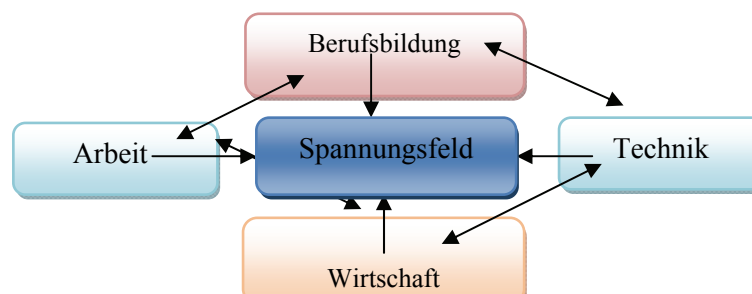 Berufsbildung
Arbeit
Spannungsfeld
Technik
Wirtschaft